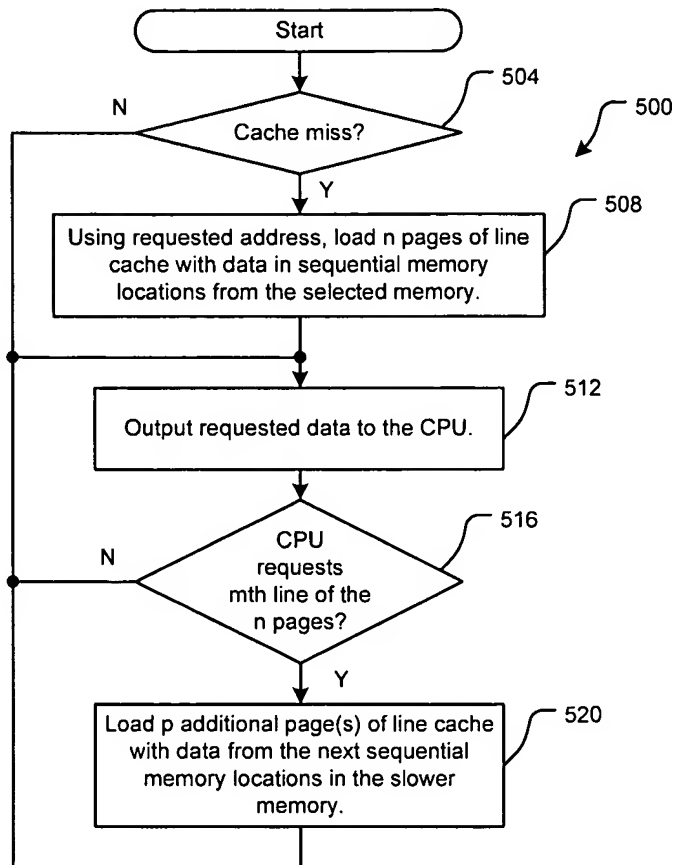 Start
504
N
Cache miss?
500
Y
508
Using requested address, load n pages of line
cache with data in sequential memory
locations from the selected memory.
512
Output requested data to the CPU.
516
N
CPU
requests
mth line of the
n pages?
Y
520
Load p additional page(s) of line cache
with data from the next sequential
memory locations in the slower
memory.